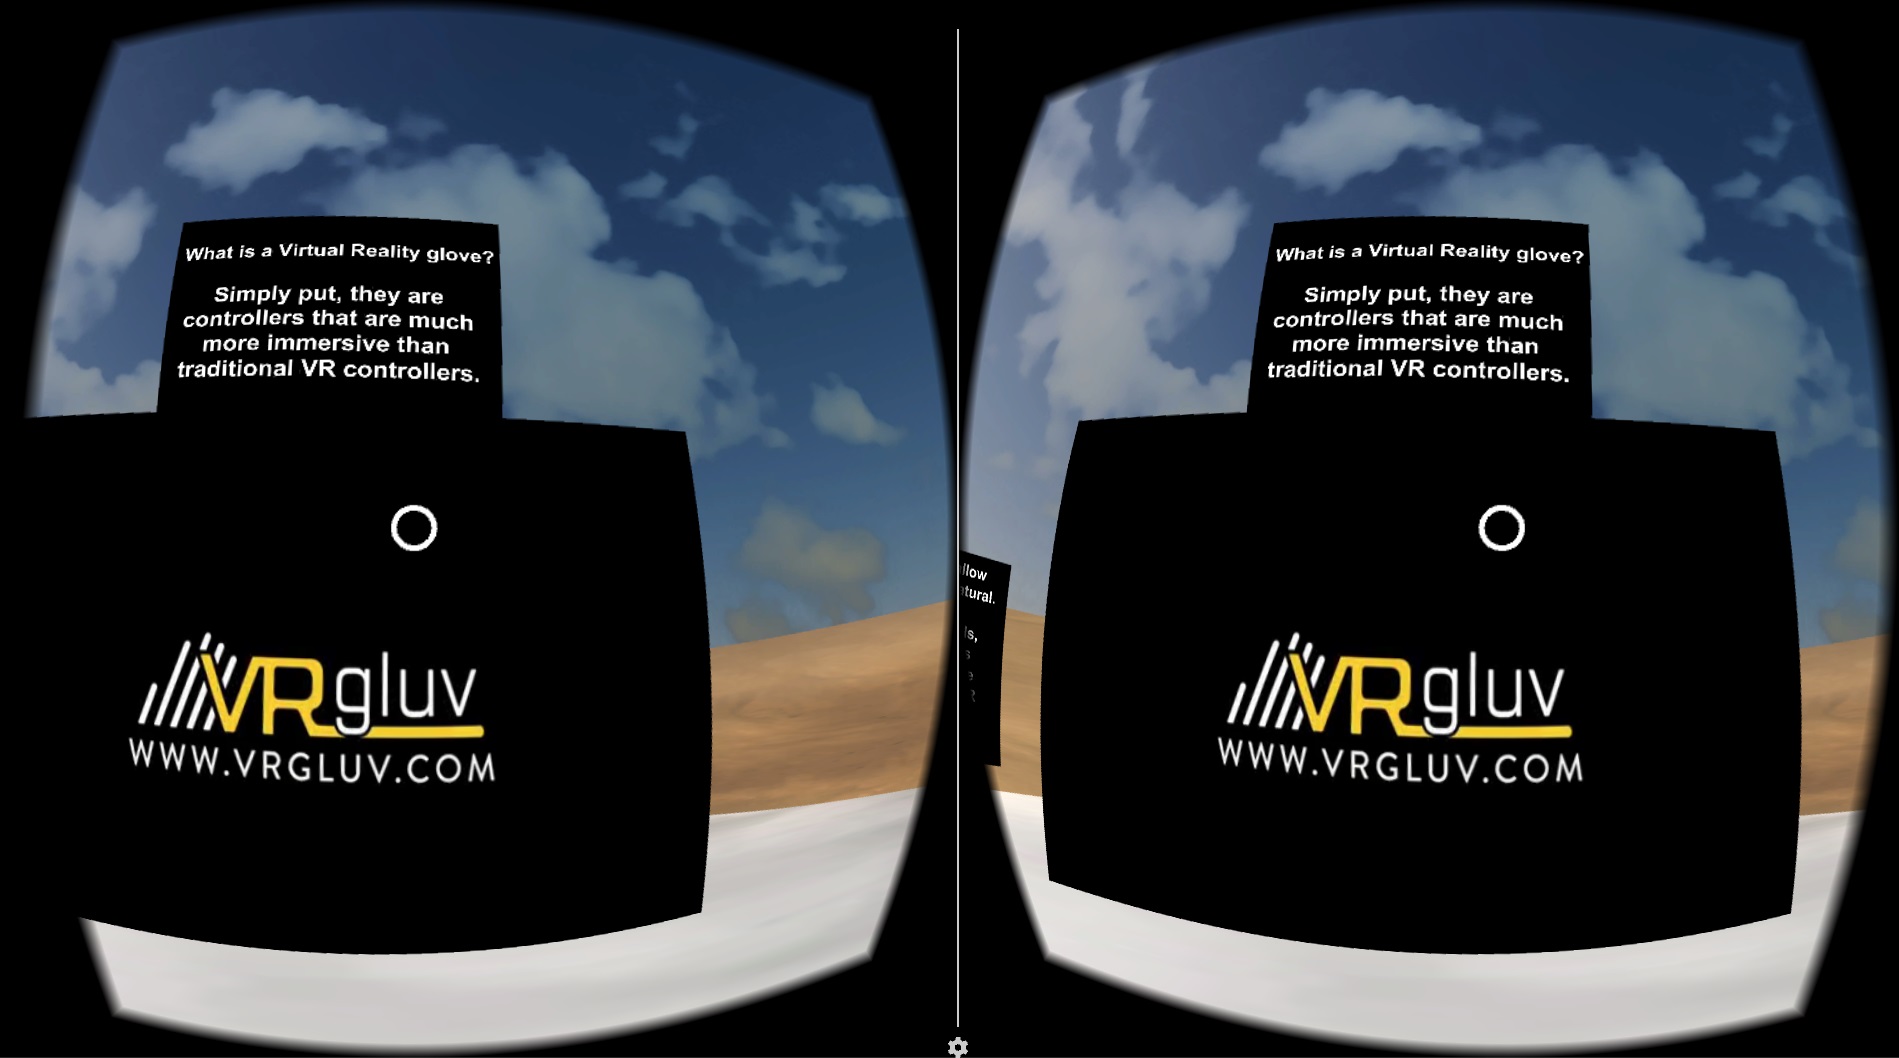 What is a Virtual Reality glove?
Simply put, they are
controllers that are much
more immersive than
traditional VR controllers.
VRgluv
WWW.VRGLUV.COM
What is a Virtual Reality glove?
Simply put, they are
controllers that are much
more immersive than
traditional VR controllers.
VRgluv
WWW.VRGLUV.COM